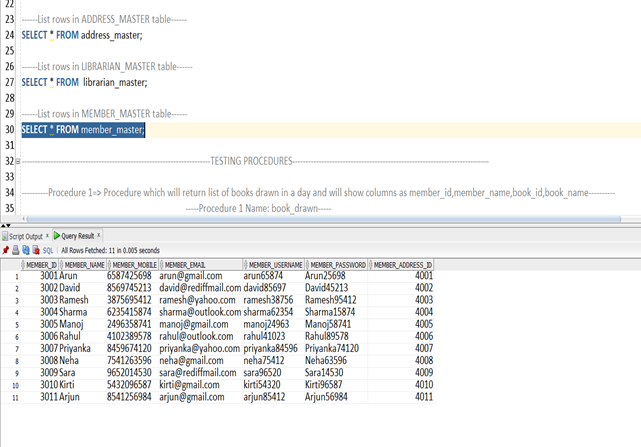 22
23 ------List rows in ADDRESS_MASTER table------
24 SELECT * FROM address_master;
25
26 ------List rows in LIBRARIAN_MASTER table------
27 SELECT * FROM  librarian_master;
28
29 ------List rows in MEMBER_MASTER table------
30 SELECT * FROM member_master;
31
32 ------------------------------------------------------------TESTING PROCEDURES------------------------------------------------------------
33
34 ----------Procedure 1=> Procedure which will return list of books drawn in a day and will show columns as member_id,member_name,book_id,book_name----------
35 -----Procedure 1 Name: book_drawn-----
Script Output x Query Result x
SQL | All Rows Fetched: 11 in 0.005 seconds
MEMBER_ID MEMBER_NAME MEMBER_MOBILE MEMBER_EMAIL MEMBER_USERNAME MEMBER_PASSWORD MEMBER_ADDRESS_ID
1 3001 Arun 6587425698 arun@gmail.com arun65874 Arun25698 4001
2 3002 David 8569745213 david@rediffmail.com david85697 David45213 4002
3 3003 Ramesh 3875695412 ramesh@yahoo.com ramesh38756 Ramesh95412 4003
4 3004 Sharma 6235415874 sharma@outlook.com sharma62354 Sharma15874 4004
5 3005 Manoj 2496358741 manoj@gmail.com manoj24963 Manoj58741 4005
6 3006 Rahul 4102389578 rahul@outlook.com rahul41023 Rahul89578 4006
7 3007 Priyanka 8459674120 priyanka@yahoo.com priyanka84596 Priyanka74120 4007
8 3008 Neha 7541263596 neha@gmail.com neha75412 Neha63596 4008
9 3009 Sara 9652014530 sara@rediffmail.com sara96520 Sara14530 4009
10 3010 Kirti 5432096587 kirti@gmail.com kirti54320 Kirti96587 4010
11 3011 Arjun 8541256984 arjun@gmail.com arjun85412 Arjun56984 4011